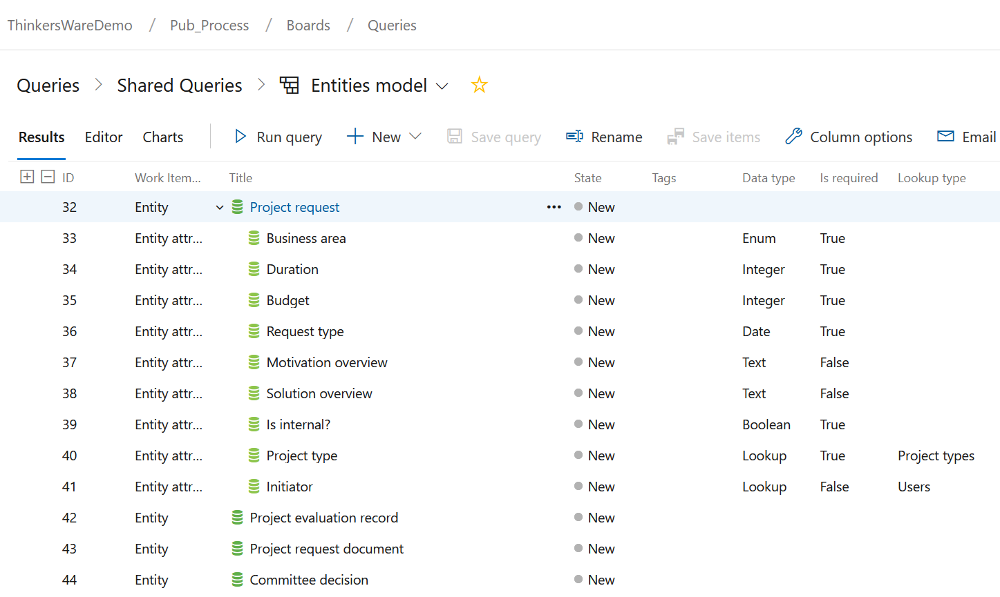 ThinkersWareDemo / Pub_Process / Boards / Queries
Queries > Shared Queries > Entities model
Results Editor Charts Run query New Save query Rename Save items Column options Email
ID Work Item... Title State Tags Data type Is required Lookup type
32 Entity Project request ••• New
33 Entity attr... Business area New Enum True
34 Entity attr... Duration New Integer True
35 Entity attr... Budget New Integer True
36 Entity attr... Request type New Date True
37 Entity attr... Motivation overview New Text False
38 Entity attr... Solution overview New Text False
39 Entity attr... Is internal? New Boolean True
40 Entity attr... Project type New Lookup True Project types
41 Entity attr... Initiator New Lookup False Users
42 Entity Project evaluation record New
43 Entity Project request document New
44 Entity Committee decision New